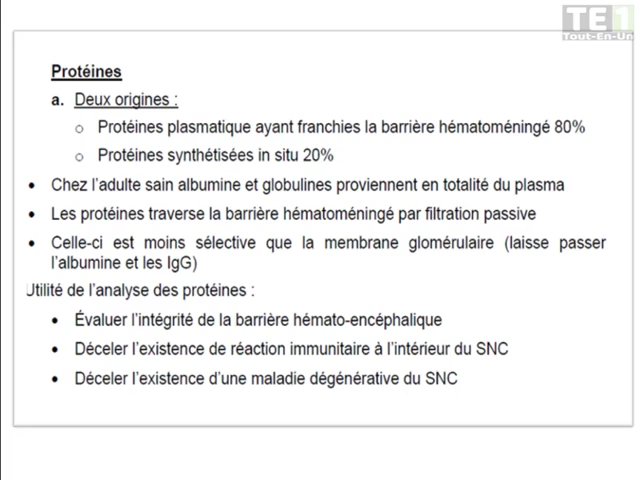 TE1
Tout-En-Un
Protéines
a. Deux origines :
o Protéines plasmatique ayant franchies la barrière hématoméningé 80%
o Protéines synthétisées in situ 20%
• Chez l’adulte sain albumine et globulines proviennent en totalité du plasma
• Les protéines traverse la barrière hématoméningé par filtration passive
• Celle-ci est moins sélective que la membrane glomérulaire (laisse passer
l’albumine et les IgG)
Utilité de l’analyse des protéines :
• Évaluer l’intégrité de la barrière hémato-encéphalique
• Déceler l’existence de réaction immunitaire à l’intérieur du SNC
• Déceler l’existence d’une maladie dégénérative du SNC